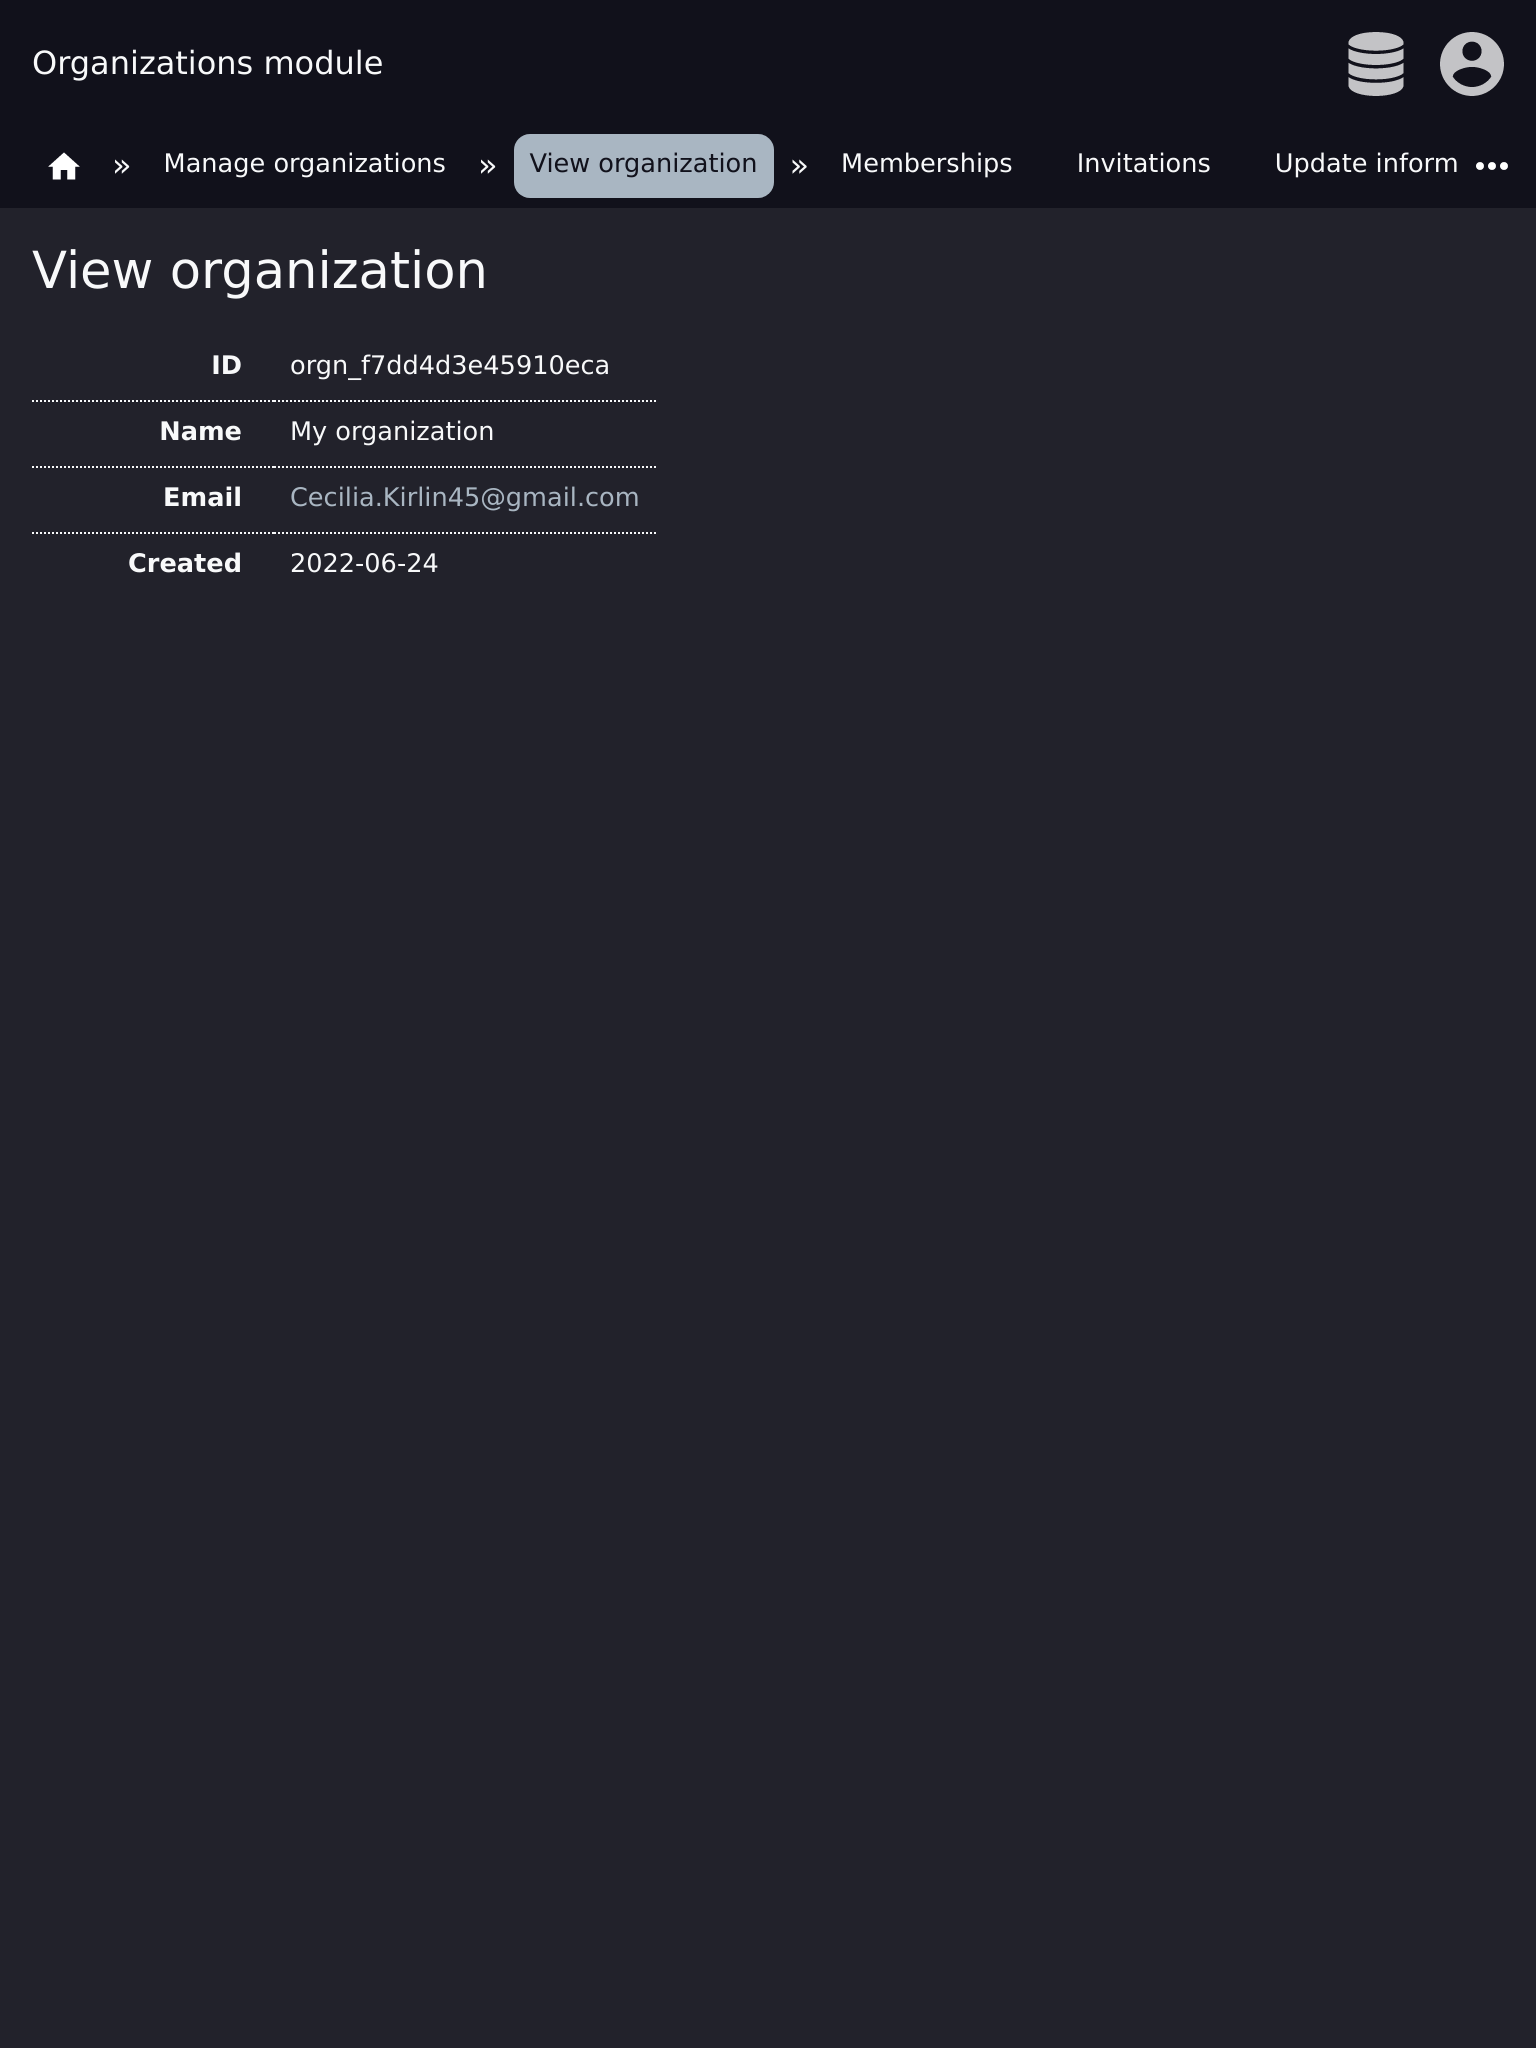 Organizations module
» Manage organizations » View organization » Memberships Invitations Update inform •••
View organization
ID orgn_f7dd4d3e45910eca
Name My organization
Email Cecilia.Kirlin45@gmail.com
Created 2022-06-24